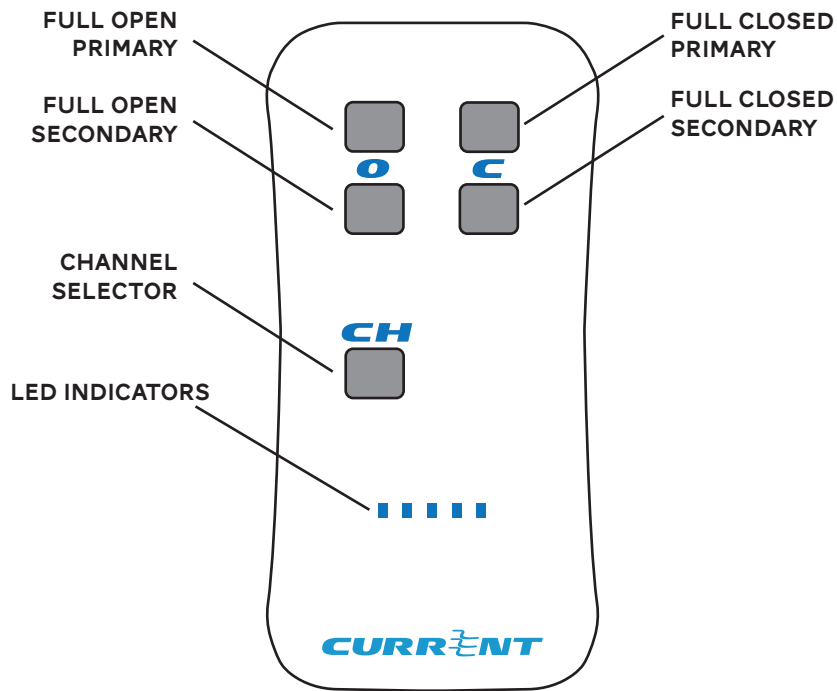 FULL OPEN
PRIMARY
FULL CLOSED
PRIMARY
FULL OPEN
SECONDARY
FULL CLOSED
SECONDARY
O
C
CHANNEL
SELECTOR
CH
LED INDICATORS
CURRENT